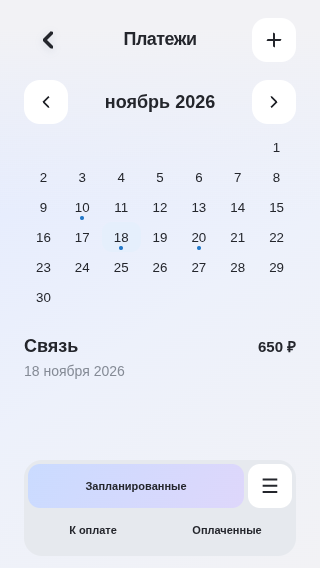 Платежи
ноябрь 2026
1
2 3 4 5 6 7 8
9 10 11 12 13 14 15
16 17 18 19 20 21 22
23 24 25 26 27 28 29
30
Связь 650 ₽
18 ноября 2026
Запланированные
К оплате Оплаченные